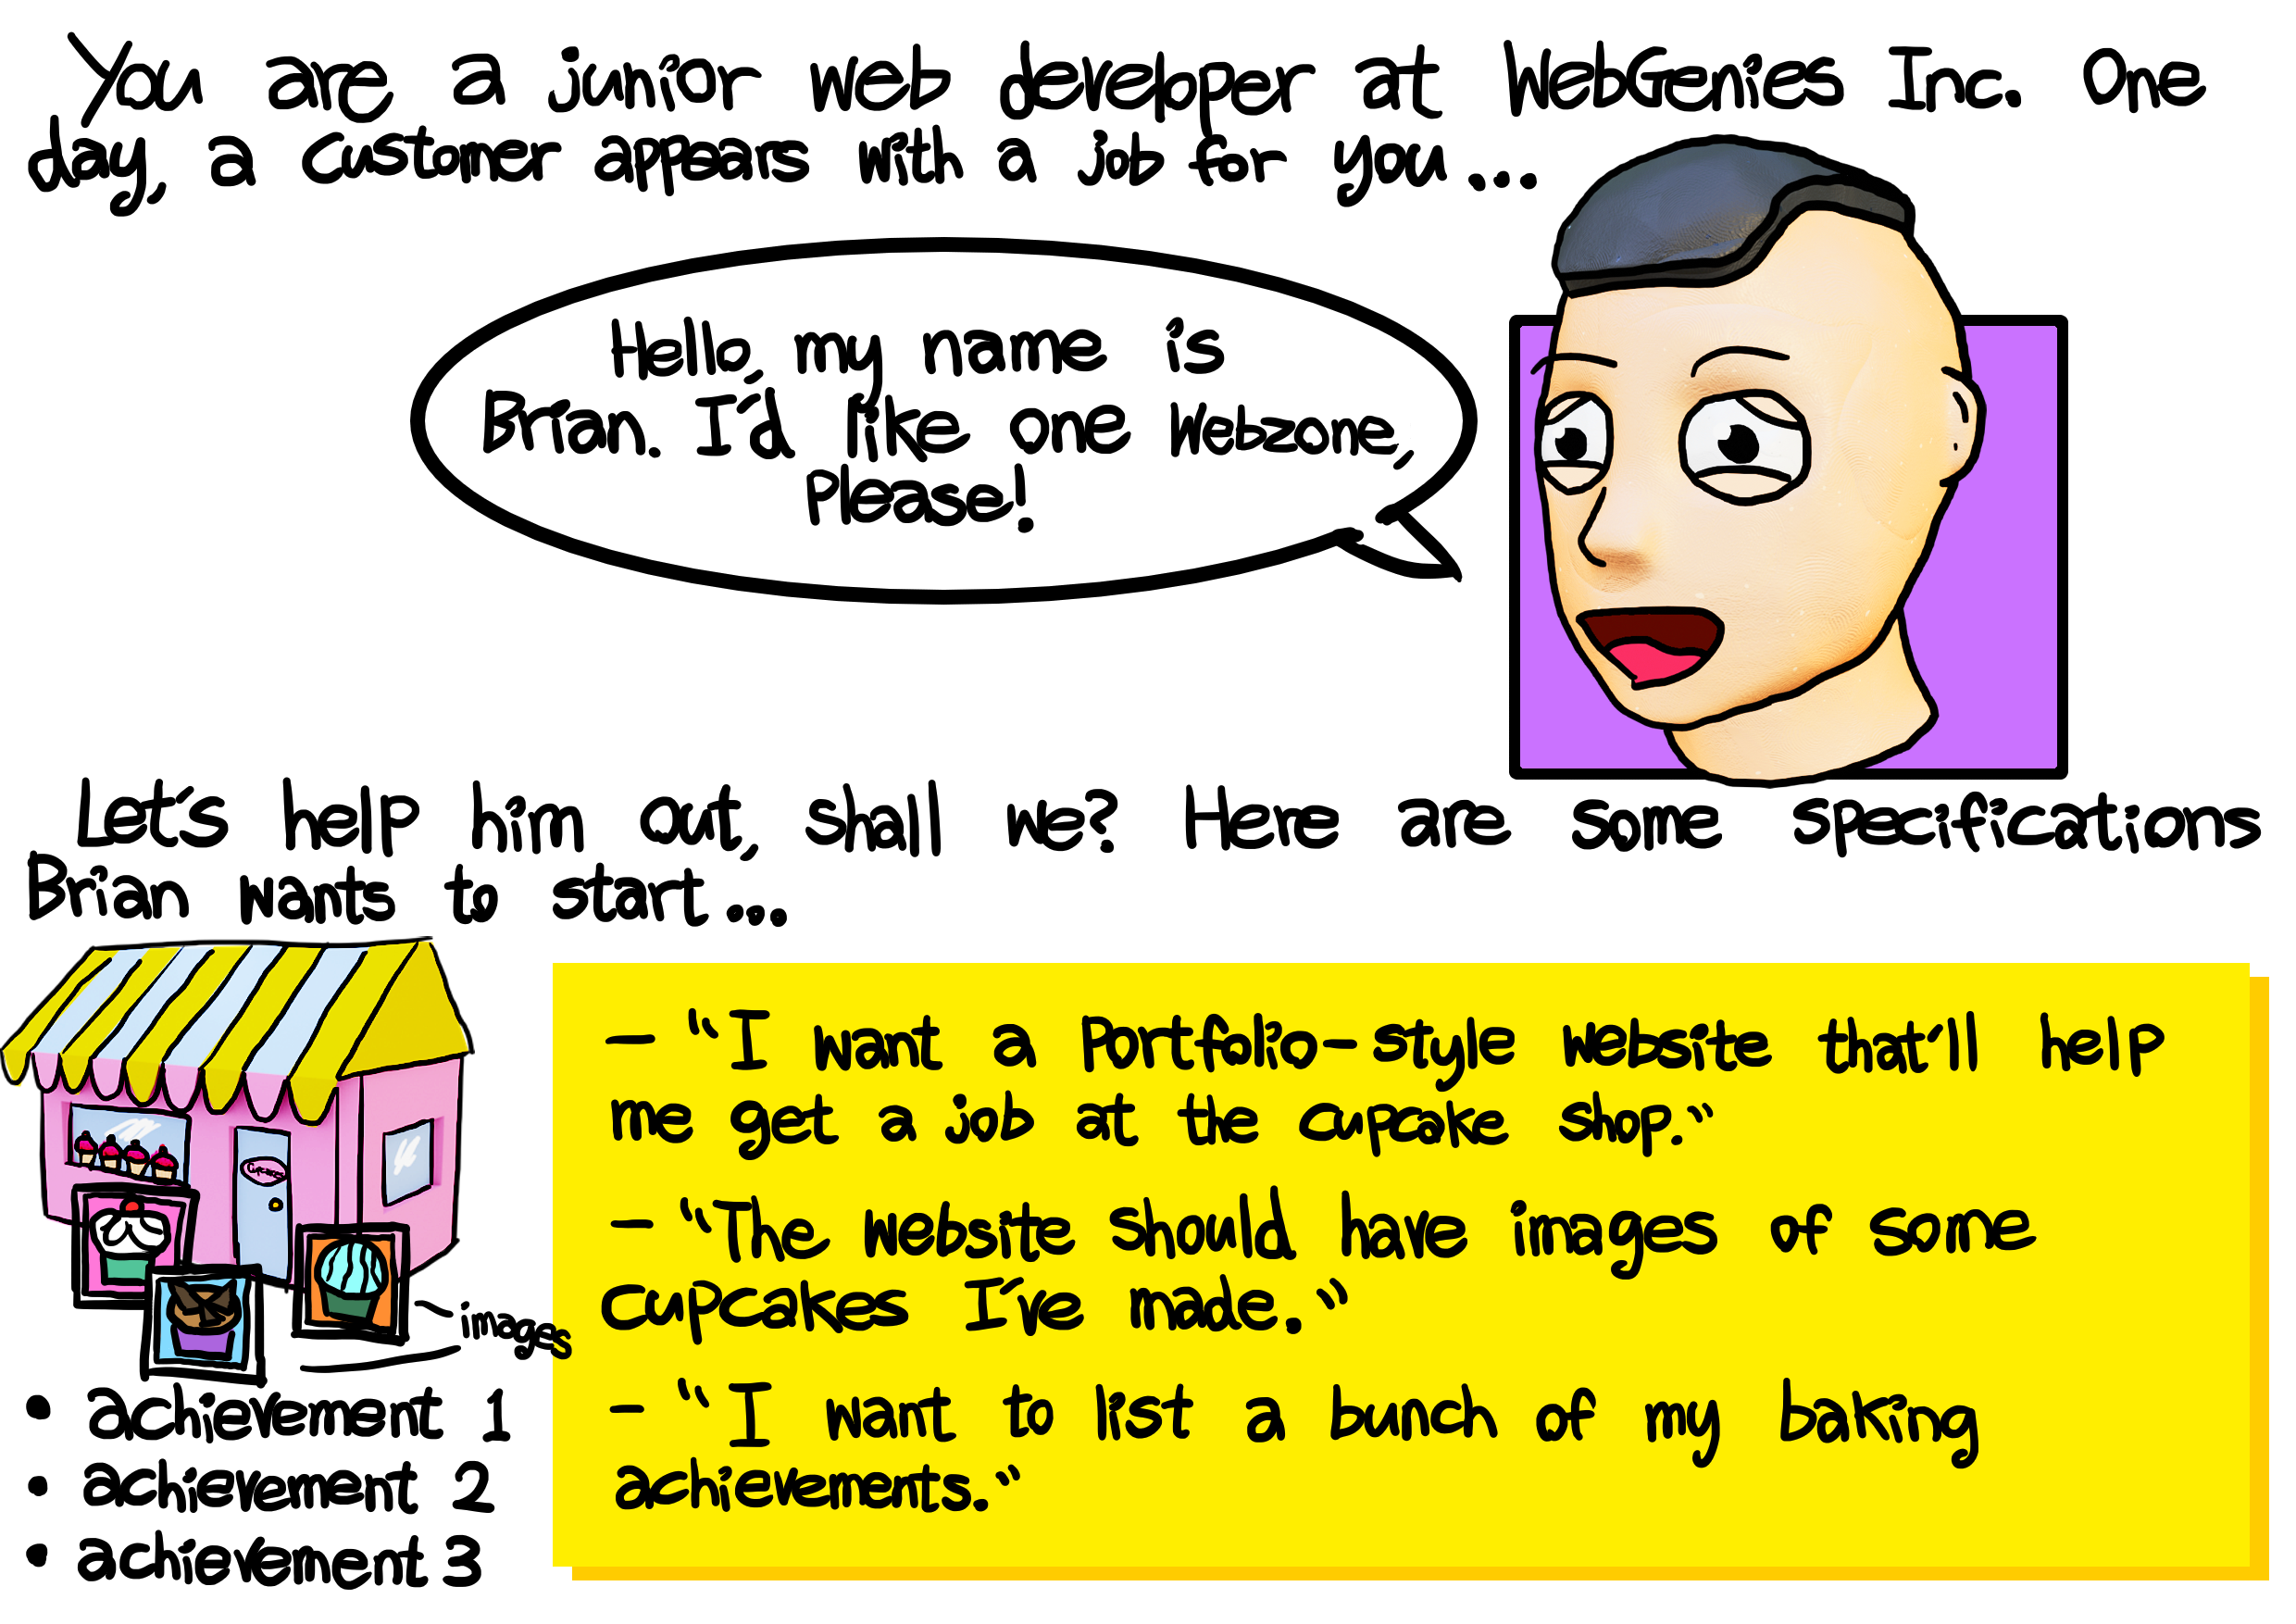 You are a junior web developer at WebGenies Inc. One
day, a customer appears with a job for you...
Hello, my name is
Brian. I'd like one Webzone,
Please!
Let's help him out, shall we? Here are some specifications
Brian wants to start...
- "I want a Portfolio-style website that'll help
me get a job at the cupcake shop."
- "The website should have images of some
cupcakes I've made."
- "I want to list a bunch of my baking
achievements."
Cupcakes
images
• achievement 1
• achievement 2
• achievement 3